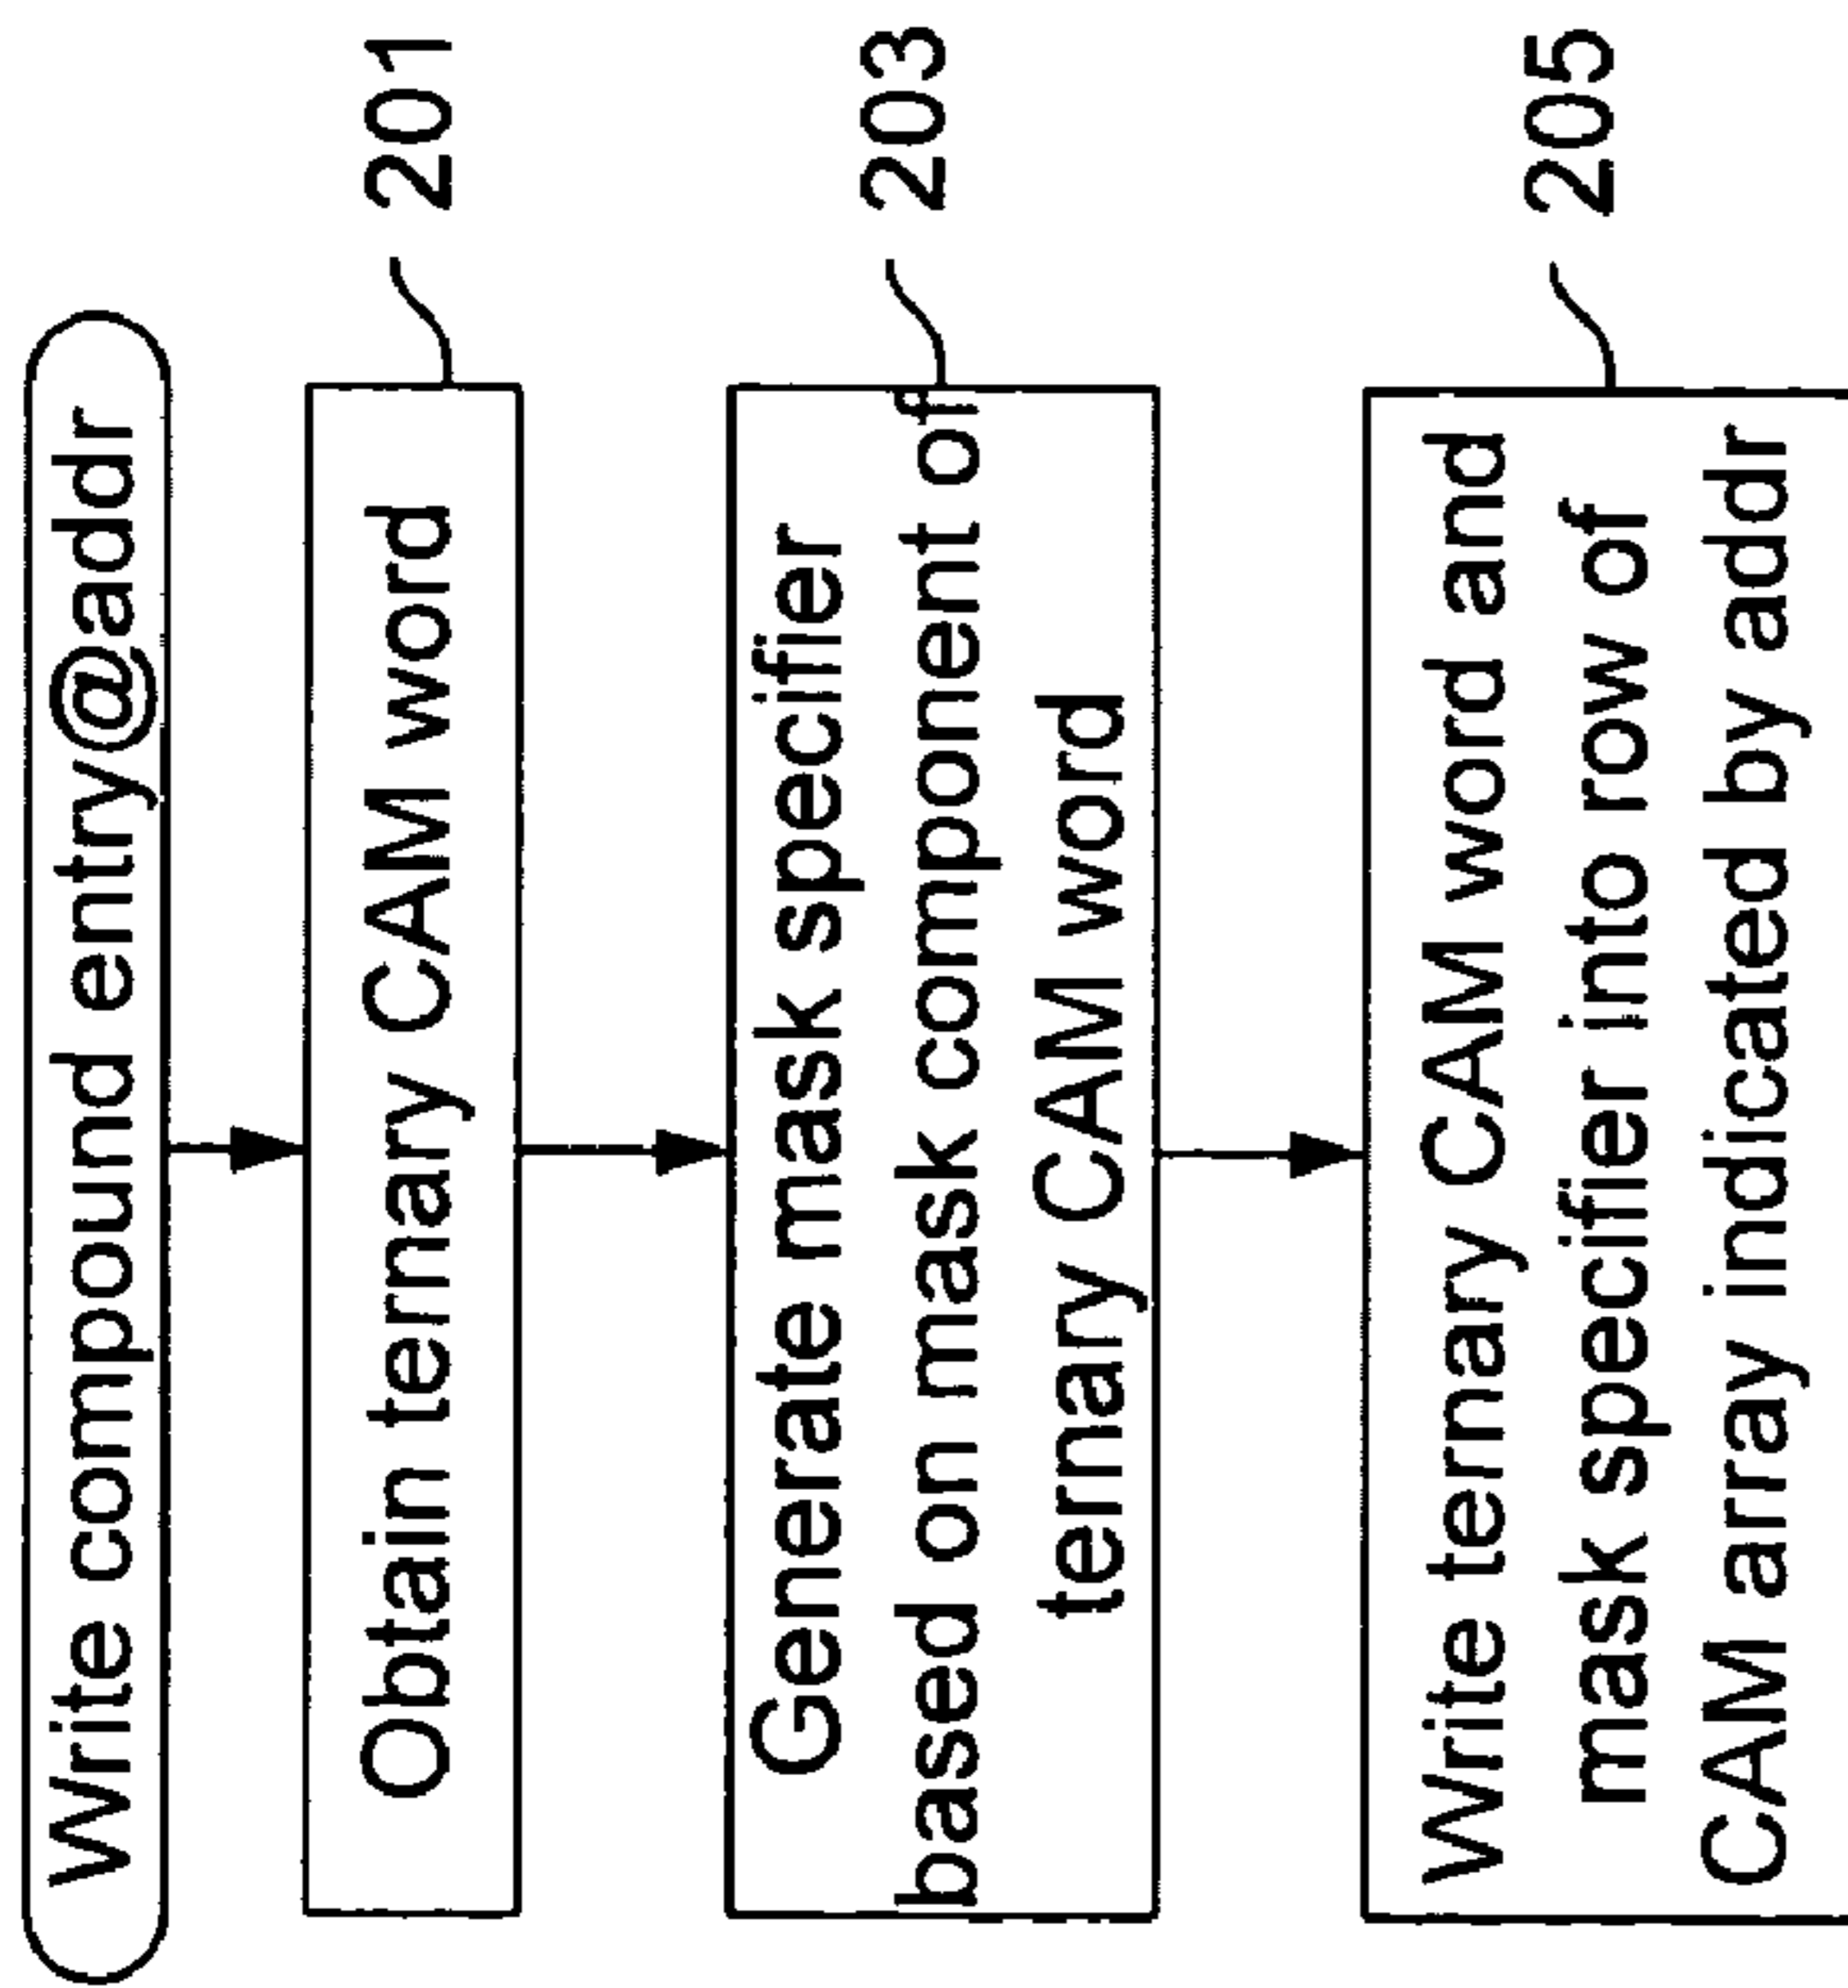 Write compound entry@addr
Obtain ternary CAM word
201
Generate mask specifier
based on mask component of
ternary CAM word
203
Write ternary CAM word and
mask specifier into row of
CAM array indicated by addr
205